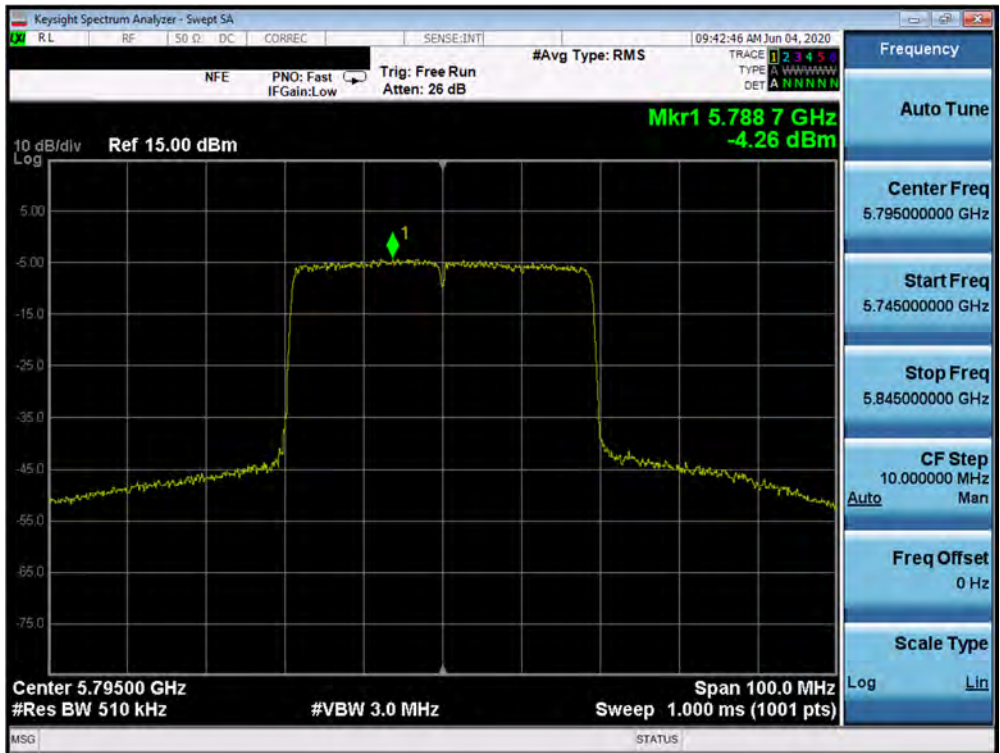 Keysight Spectrum Analyzer - Swept SA
LXI RL RF 50 Ω DC CORREC SENSE:INT 09:42:46 AM Jun 04, 2020
NFE PNO: Fast Trig: Free Run #Avg Type: RMS TRACE 1 2 3 4 5 6
IFGain:Low Atten: 26 dB TYPE A WWWWW
DET A N N N N N
Mkr1 5.788 7 GHz
-4.26 dBm
10 dB/div Ref 15.00 dBm
Log
1
5.00
-5.00
-15.0
-25.0
-35.0
-45.0
-55.0
-65.0
-75.0
Center 5.79500 GHz Span 100.0 MHz
#Res BW 510 kHz #VBW 3.0 MHz Sweep 1.000 ms (1001 pts)
MSG STATUS
Frequency
Auto Tune
Center Freq
5.795000000 GHz
Start Freq
5.745000000 GHz
Stop Freq
5.845000000 GHz
CF Step
10.000000 MHz
Auto Man
Freq Offset
0 Hz
Scale Type
Log Lin